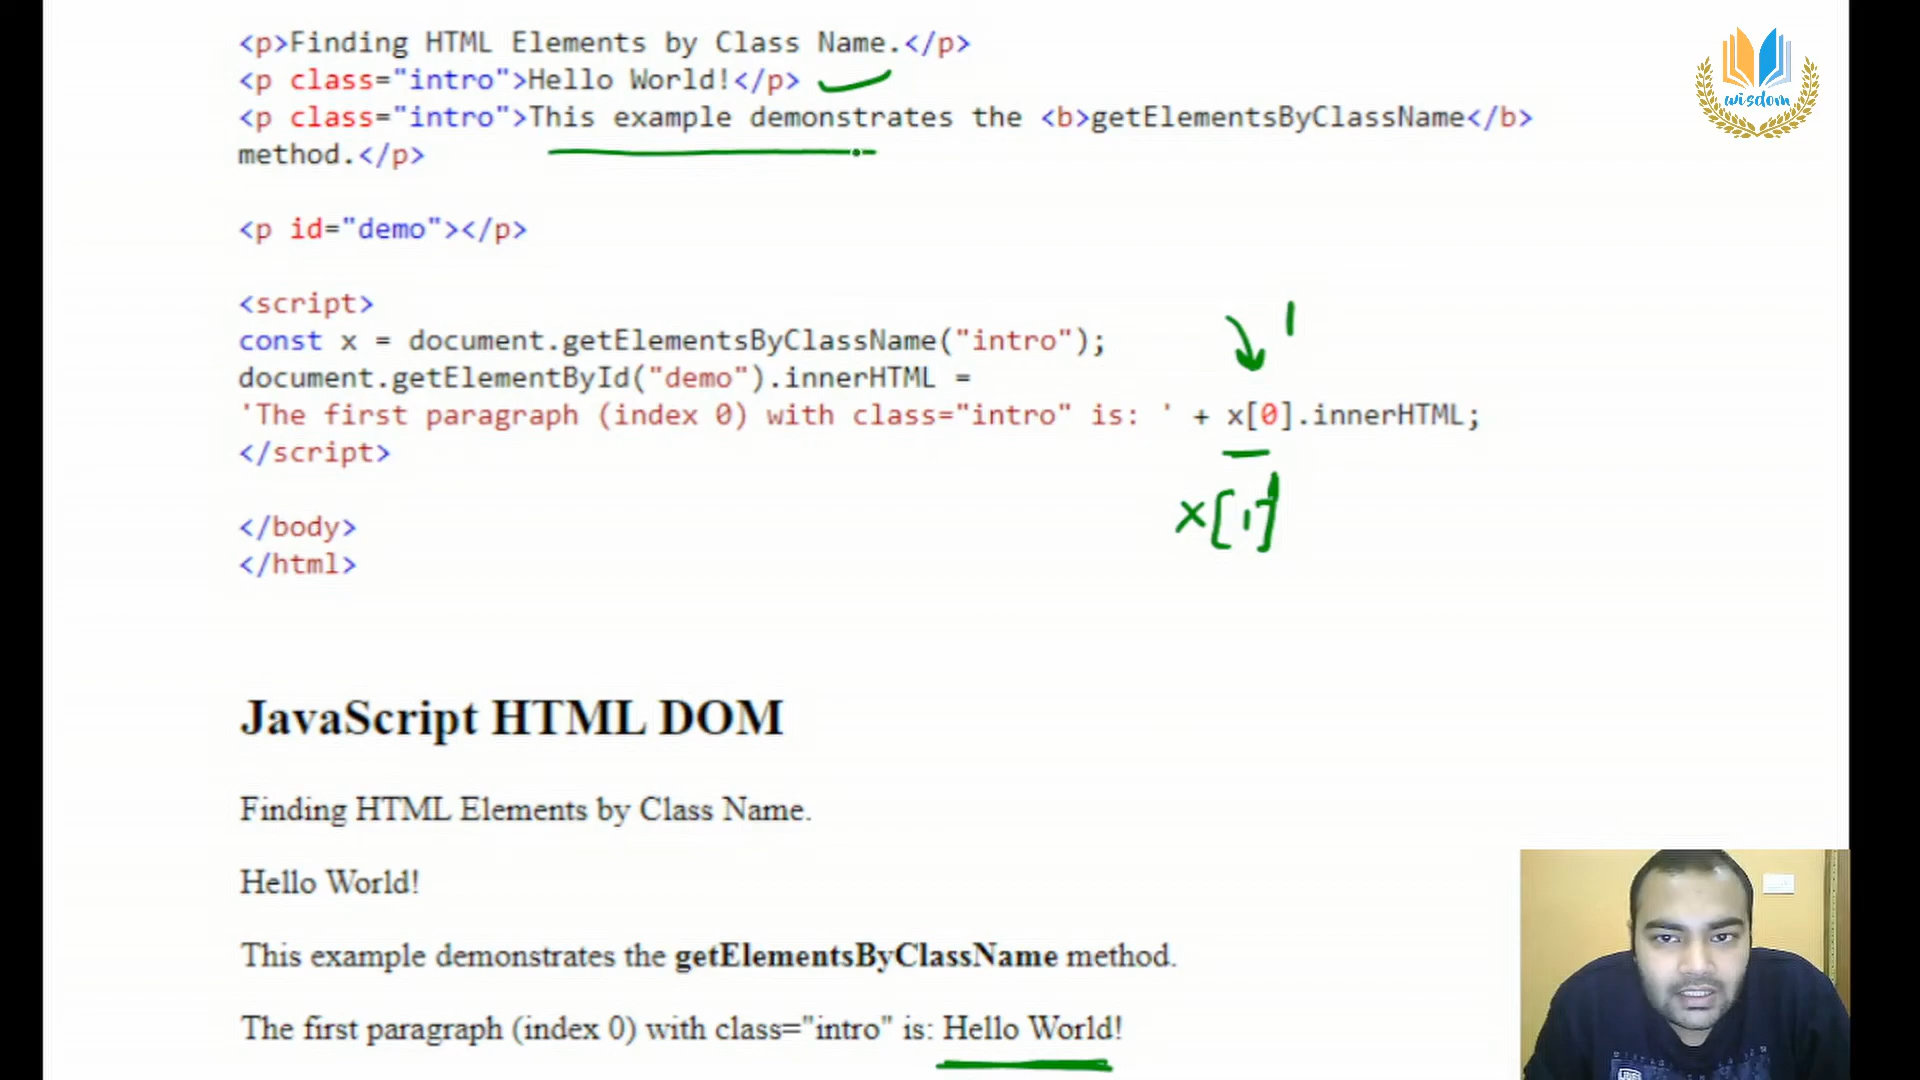 <p>Finding HTML Elements by Class Name.</p>
<p class="intro">Hello World!</p>
<p class="intro">This example demonstrates the <b>getElementsByClassName</b>
method.</p>
<p id="demo"></p>
<script>
const x = document.getElementsByClassName("intro");
document.getElementById("demo").innerHTML =
'The first paragraph (index 0) with class="intro" is: ' + x[0].innerHTML;
</script>
</body>
</html>
1
x[1]
JavaScript HTML DOM
Finding HTML Elements by Class Name.
Hello World!
This example demonstrates the getElementsByClassName method.
The first paragraph (index 0) with class="intro" is: Hello World!
wisdom